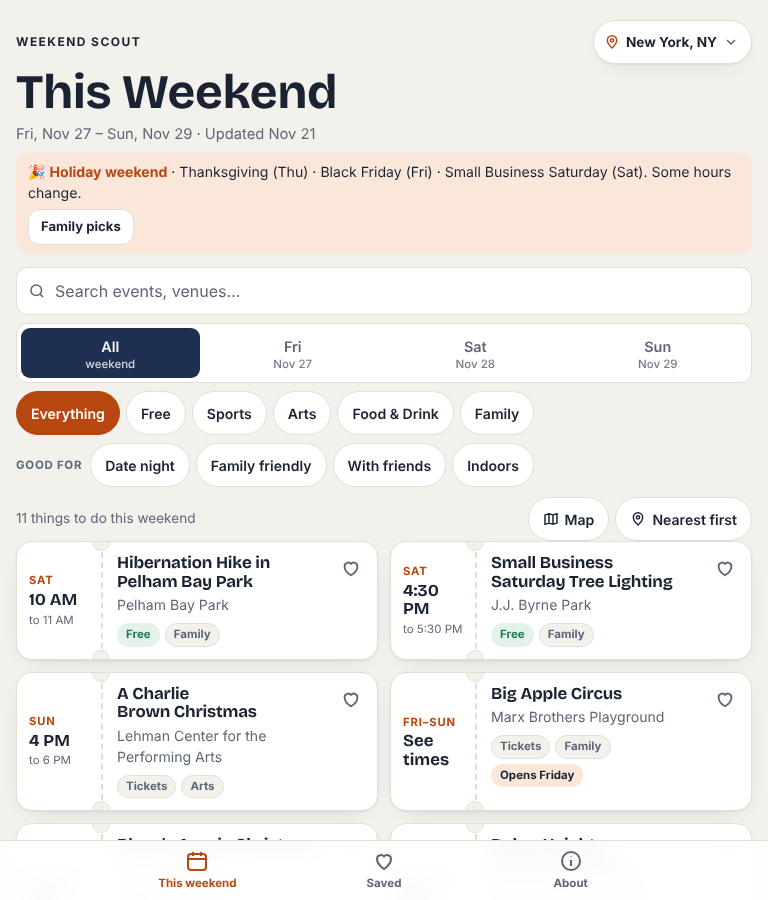 WEEKEND SCOUT
New York, NY
This Weekend
Fri, Nov 27 – Sun, Nov 29 · Updated Nov 21
🎉 Holiday weekend · Thanksgiving (Thu) · Black Friday (Fri) · Small Business Saturday (Sat). Some hours
change.
Family picks
Search events, venues...
All
weekend
Fri
Nov 27
Sat
Nov 28
Sun
Nov 29
Everything
Free
Sports
Arts
Food & Drink
Family
GOOD FOR
Date night
Family friendly
With friends
Indoors
11 things to do this weekend
Map
Nearest first
SAT
10 AM
to 11 AM
Hibernation Hike in
Pelham Bay Park
Pelham Bay Park
Free
Family
SAT
4:30
PM
to 5:30 PM
Small Business
Saturday Tree Lighting
J.J. Byrne Park
Free
Family
SUN
4 PM
to 6 PM
A Charlie
Brown Christmas
Lehman Center for the
Performing Arts
Tickets
Arts
FRI–SUN
See
times
Big Apple Circus
Marx Brothers Playground
Tickets
Family
Opens Friday
This weekend
Saved
About